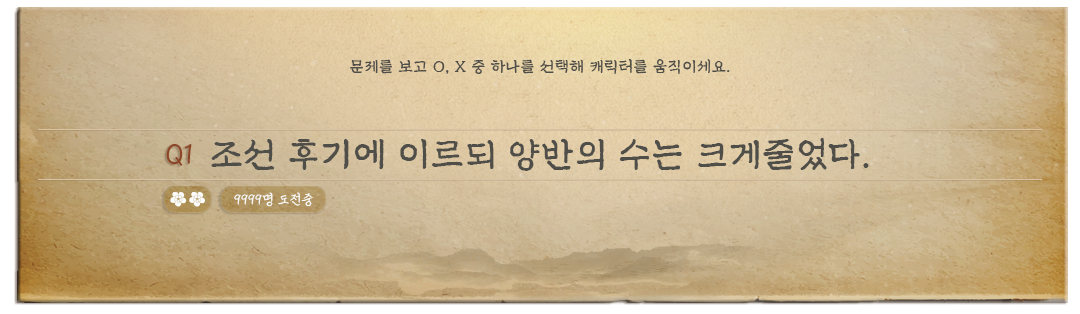 문제를 보고 O, X 중 하나를 선택해 캐릭터를 움직이세요.
Q1 조선 후기에 이르되 양반의 수는 크게줄었다.
9999명 도전중